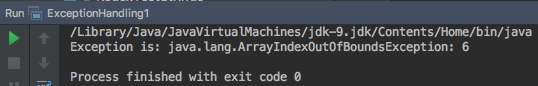 Run ExceptionHandling1
/Library/Java/JavaVirtualMachines/jdk-9.jdk/Contents/Home/bin/java
Exception is: java.lang.ArrayIndexOutOfBoundsException: 6
Process finished with exit code 0